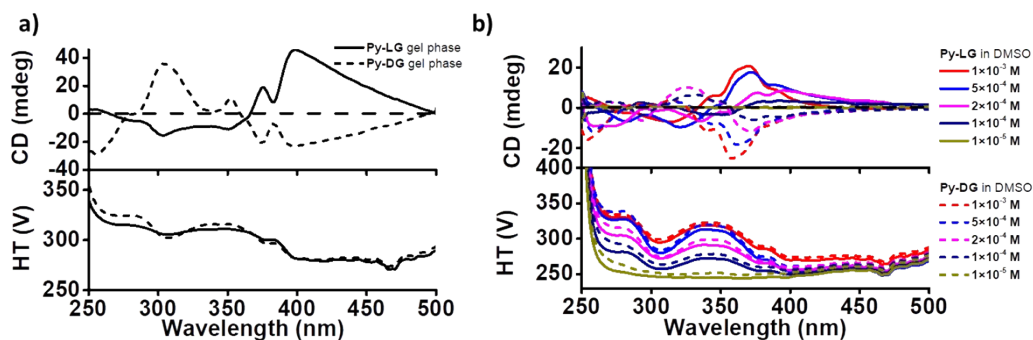 a)
Py-LG gel phase
Py-DG gel phase
CD (mdeg)
40
20
0
-20
-40
HT (V)
350
300
250
250 300 350 400 450 500
Wavelength (nm)
b)
CD (mdeg)
20
0
-20
HT (V)
400
350
300
250
250 300 350 400 450 500
Wavelength (nm)
Py-LG in DMSO
1×10⁻³ M
5×10⁻⁴ M
2×10⁻⁴ M
1×10⁻⁴ M
1×10⁻⁵ M
Py-DG in DMSO
1×10⁻³ M
5×10⁻⁴ M
2×10⁻⁴ M
1×10⁻⁴ M
1×10⁻⁵ M